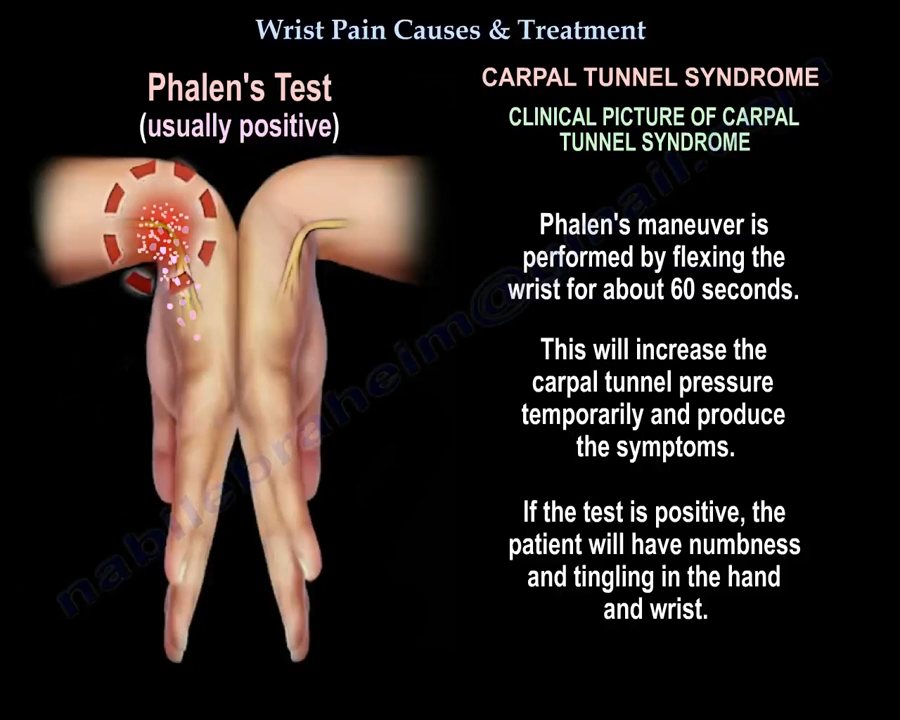 Wrist Pain Causes & Treatment
Phalen's Test
(usually positive)
CARPAL TUNNEL SYNDROME
CLINICAL PICTURE OF CARPAL
TUNNEL SYNDROME
Phalen's maneuver is
performed by flexing the
wrist for about 60 seconds.
This will increase the
carpal tunnel pressure
temporarily and produce
the symptoms.
If the test is positive, the
patient will have numbness
and tingling in the hand
and wrist.
nabilebraheim@gmail.com